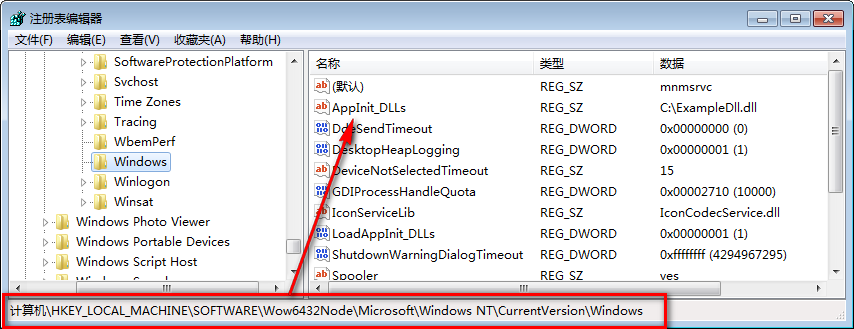 注册表编辑器
文件(F) 编辑(E) 查看(V) 收藏夹(A) 帮助(H)
SoftwareProtectionPlatform
Svchost
Time Zones
Tracing
WbemPerf
Windows
Winlogon
Winsat
Windows Photo Viewer
Windows Portable Devices
Windows Script Host
名称 类型 数据
(默认) REG_SZ mnmsrvc
AppInit_DLLs REG_SZ C:\ExampleDll.dll
DdeSendTimeout REG_DWORD 0x00000000 (0)
DesktopHeapLogging REG_DWORD 0x00000001 (1)
DeviceNotSelectedTimeout REG_SZ 15
GDIProcessHandleQuota REG_DWORD 0x00002710 (10000)
IconServiceLib REG_SZ IconCodecService.dll
LoadAppInit_DLLs REG_DWORD 0x00000001 (1)
ShutdownWarningDialogTimeout REG_DWORD 0xffffffff (4294967295)
Spooler REG_SZ yes
计算机\HKEY_LOCAL_MACHINE\SOFTWARE\Wow6432Node\Microsoft\Windows NT\CurrentVersion\Windows